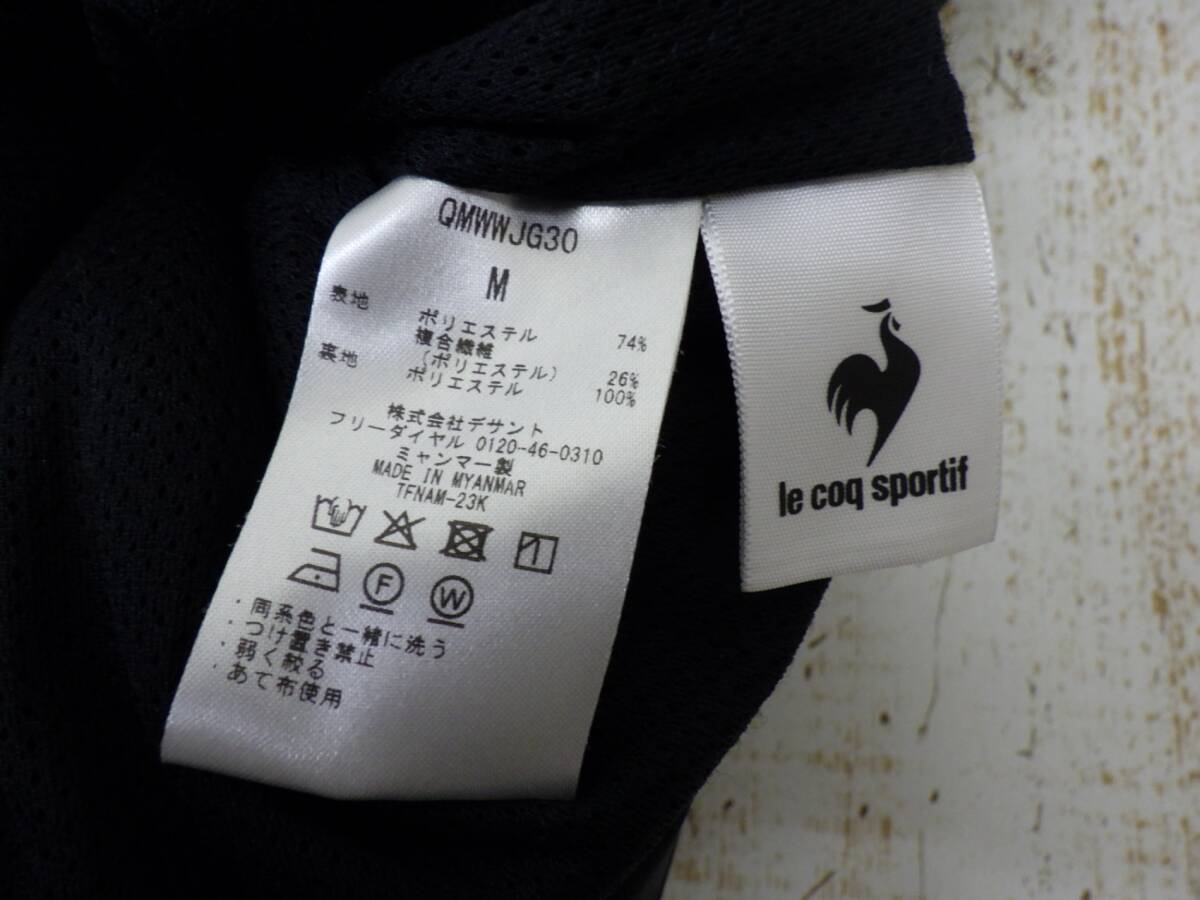 QMWWJG30
M
表地
ポリエステル 74%
複合繊維
(ポリエステル) 26%
裏地
ポリエステル 100%
株式会社デサント
フリーダイヤル 0120-46-0310
ミャンマー製
MADE IN MYANMAR
TFNAM-23K
F W
・同系色と一緒に洗う
・つけ置き禁止
・弱く絞る
・あて布使用
le coq sportif